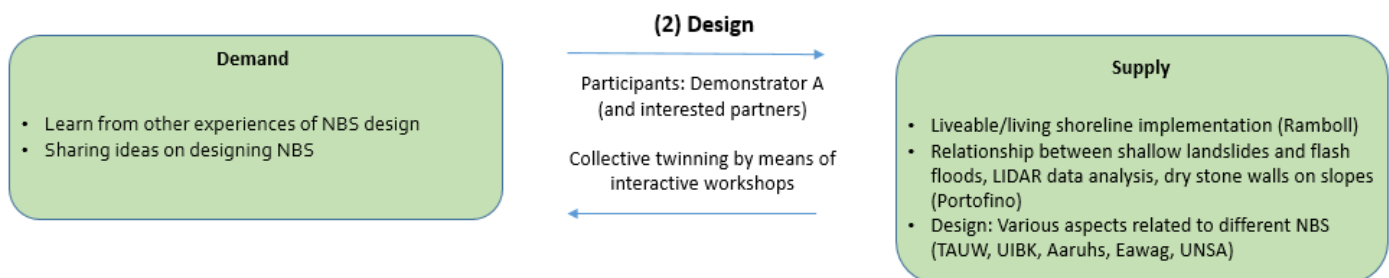 (2) Design
Demand
• Learn from other experiences of NBS design
• Sharing ideas on designing NBS
Participants: Demonstrator A
(and interested partners)
Collective twinning by means of
interactive workshops
Supply
• Liveable/living shoreline implementation (Ramboll)
• Relationship between shallow landslides and flash
floods, LIDAR data analysis, dry stone walls on slopes
(Portofino)
• Design: Various aspects related to different NBS
(TAUW, UIBK, Aaruhs, Eawag, UNSA)